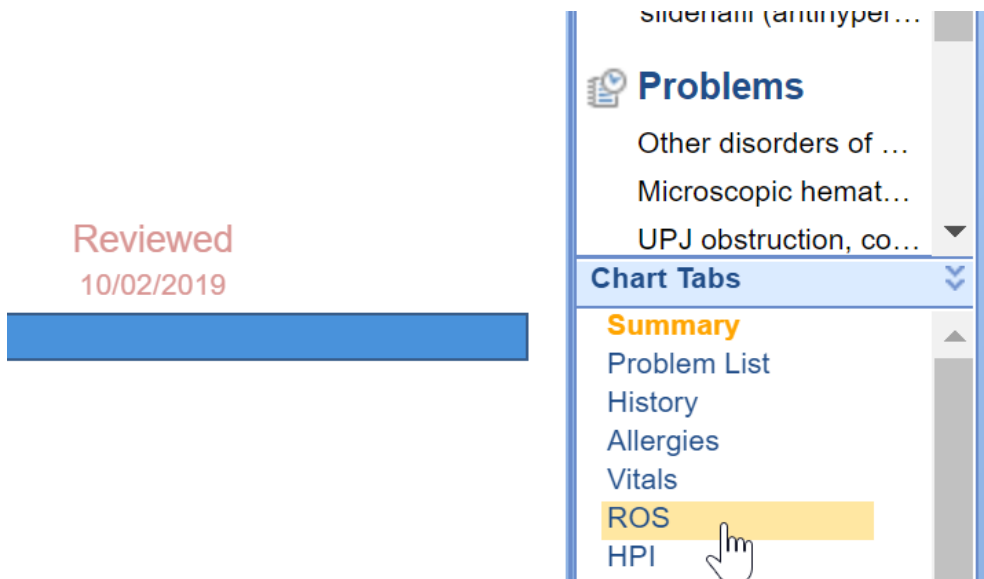 Reviewed
10/02/2019
sildenafil (antihyper...
Problems
Other disorders of ...
Microscopic hemat...
UPJ obstruction, co...
Chart Tabs
Summary
Problem List
History
Allergies
Vitals
ROS
HPI